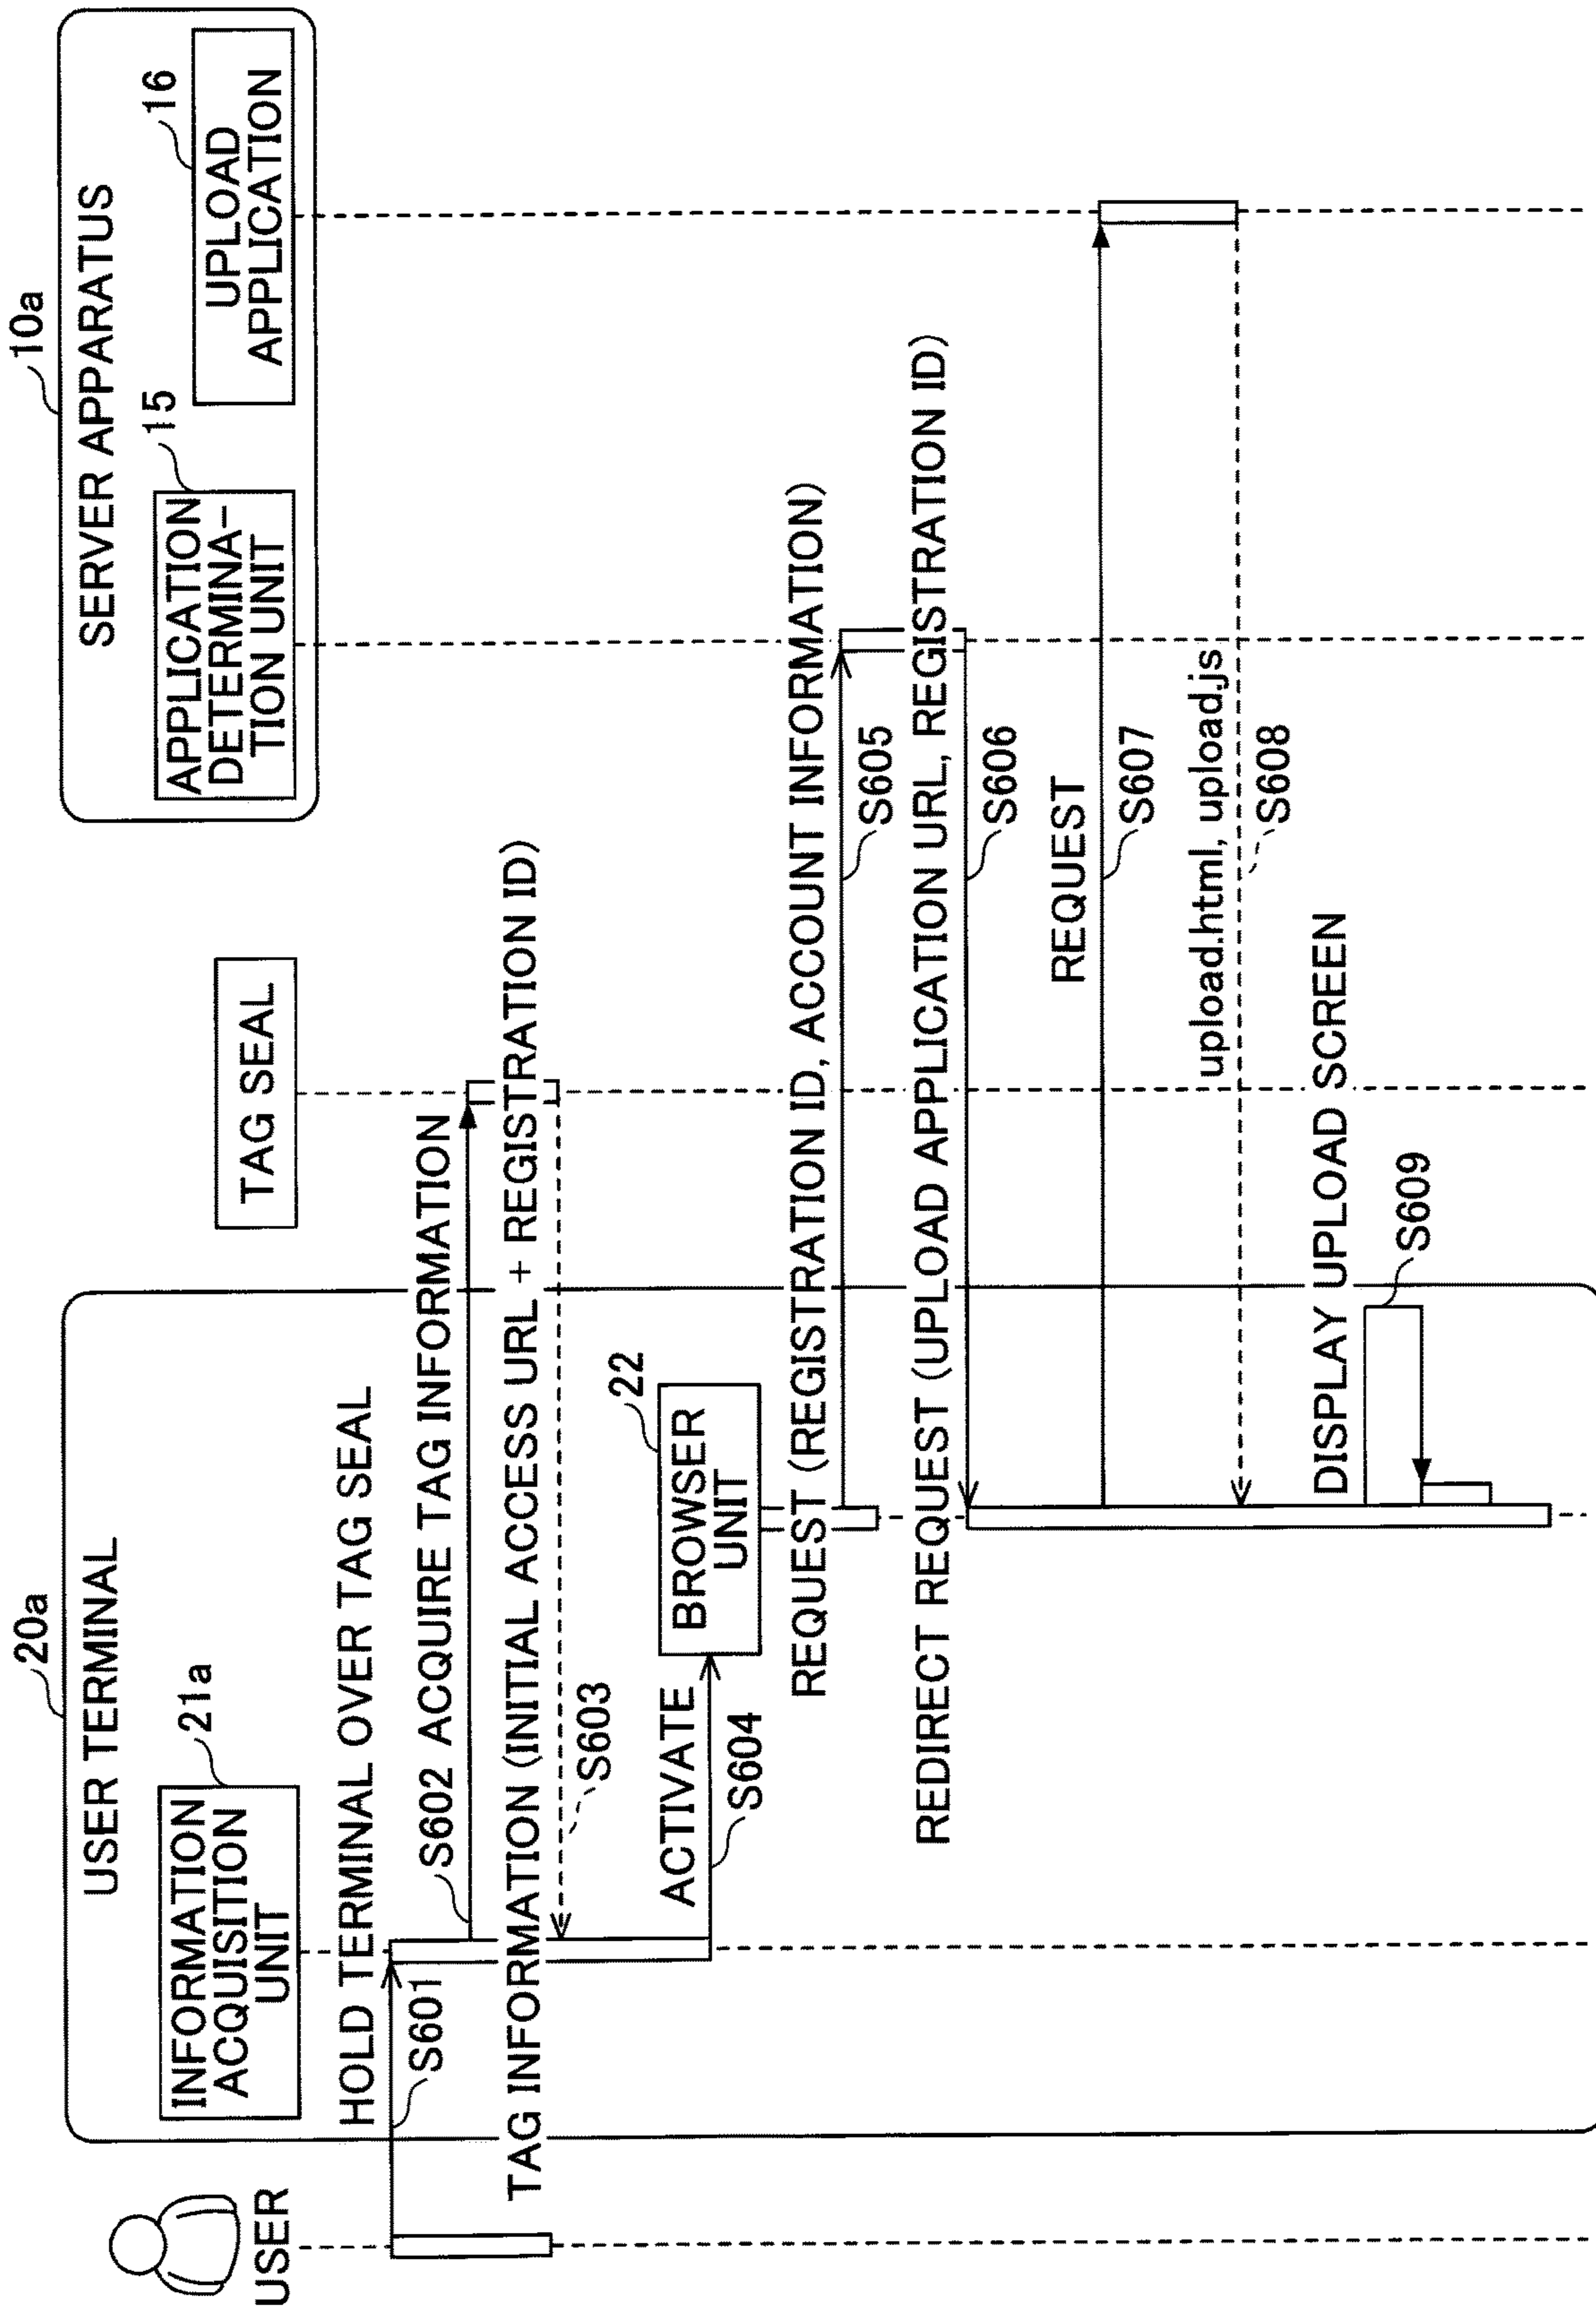 20a
10a
USER TERMINAL
SERVER APPARATUS
21a
15
16
USER
INFORMATION
ACQUISITION
UNIT
TAG SEAL
APPLICATION
DETERMINA-
TION UNIT
UPLOAD
APPLICATION
HOLD TERMINAL OVER TAG SEAL
S601
S602 ACQUIRE TAG INFORMATION
TAG INFORMATION (INITIAL ACCESS URL + REGISTRATION ID)
S603
22
ACTIVATE
S604
BROWSER
UNIT
REQUEST (REGISTRATION ID, ACCOUNT INFORMATION)
S605
REDIRECT REQUEST (UPLOAD APPLICATION URL, REGISTRATION ID)
S606
REQUEST
S607
upload.html, upload.js
S608
DISPLAY UPLOAD SCREEN
S609